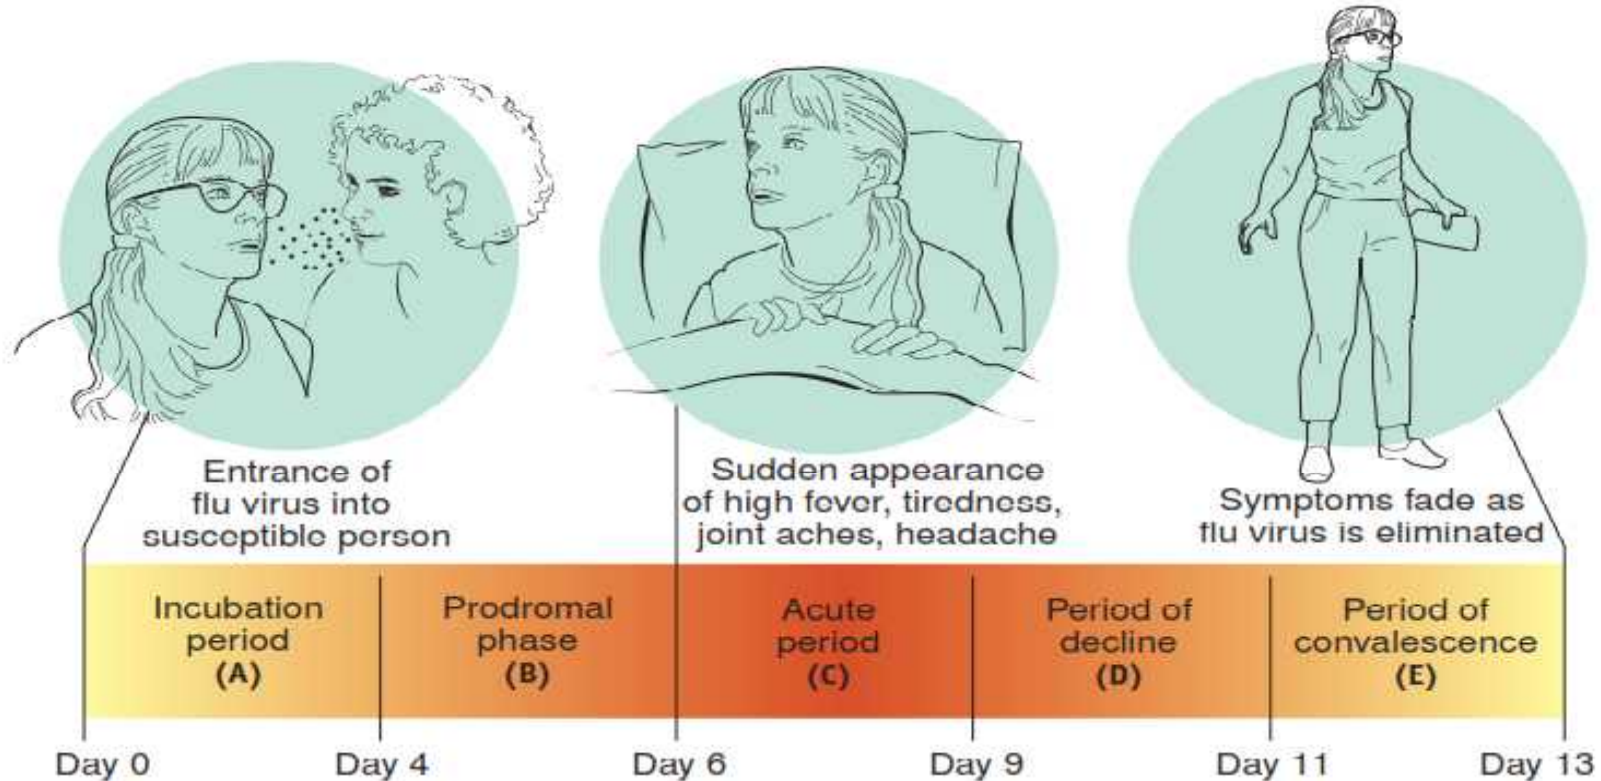 Entrance of
flu virus into
susceptible person
Sudden appearance
of high fever, tiredness,
joint aches, headache
Symptoms fade as
flu virus is eliminated
Incubation
period
(A)
Prodromal
phase
(B)
Acute
period
(C)
Period of
decline
(D)
Period of
convalescence
(E)
Day 0
Day 4
Day 6
Day 9
Day 11
Day 13